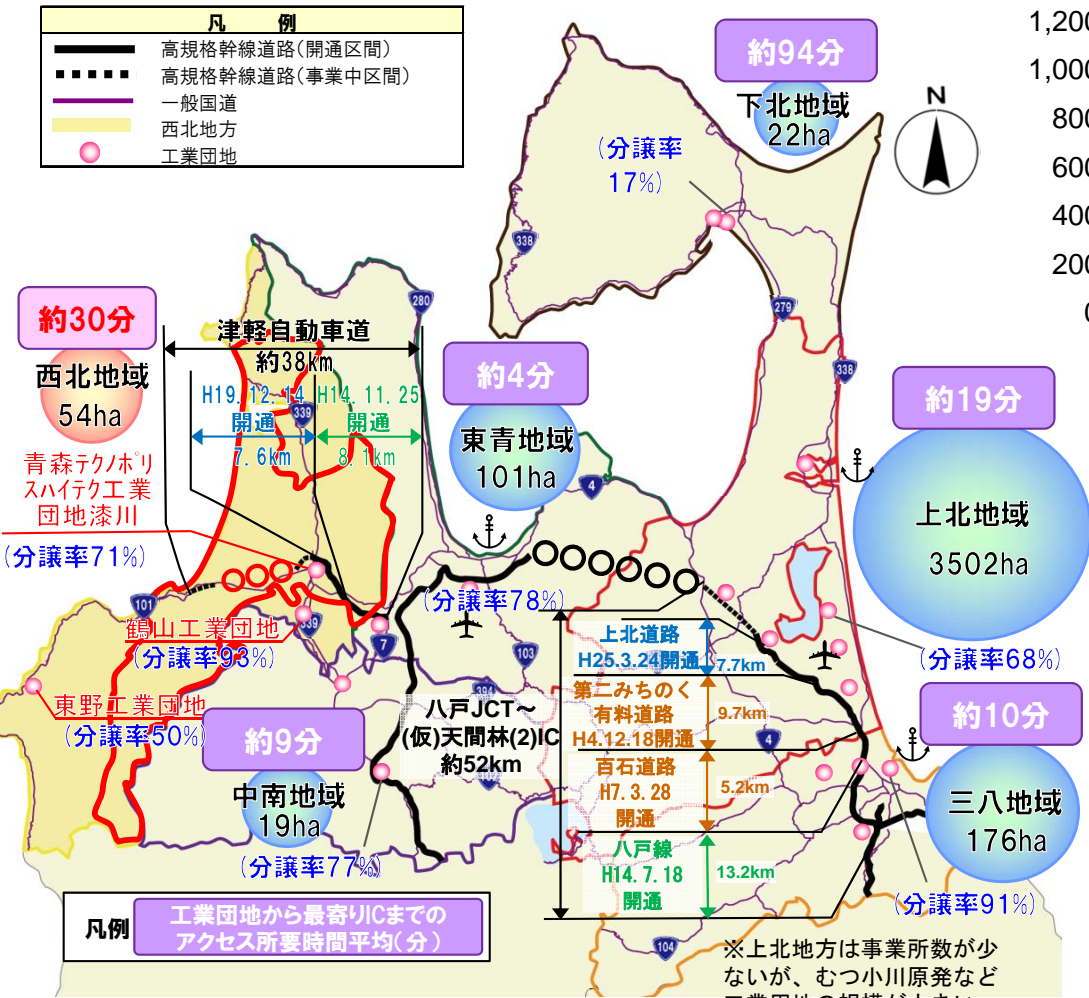 凡 例
高規格幹線道路(開通区間)
高規格幹線道路(事業中区間)
一般国道
西北地方
工業団地
1,200
1,000
800
600
400
200
0
約94分
下北地域
22ha
(分譲率
17%)
N
338
280
279
338
約30分
西北地域
54ha
津軽自動車道
約38km
H19.12.14
開通
7.6km
H14.11.25
開通
8.1km
339
約4分
東青地域
101ha
4
約19分
上北地域
3502ha
青森テクノポリ
スハイテク工業
団地漆川
(分譲率71%)
(分譲率78%)
101
鶴山工業団地
(分譲率93%)
339
7
103
394
東野工業団地
(分譲率50%)
約9分
中南地域
19ha
(分譲率77%)
八戸JCT～
(仮)天間林(2)IC
約52km
上北道路
H25.3.24開通
7.7km
第二みちのく
有料道路
H4.12.18開通
9.7km
百石道路
H7.3.28
開通
5.2km
八戸線
H14.7.18
開通
13.2km
4
(分譲率68%)
約10分
三八地域
176ha
(分譲率91%)
104
凡例
工業団地から最寄りICまでの
アクセス所要時間平均(分)
※上北地方は事業所数が少
ないが、むつ小川原発など